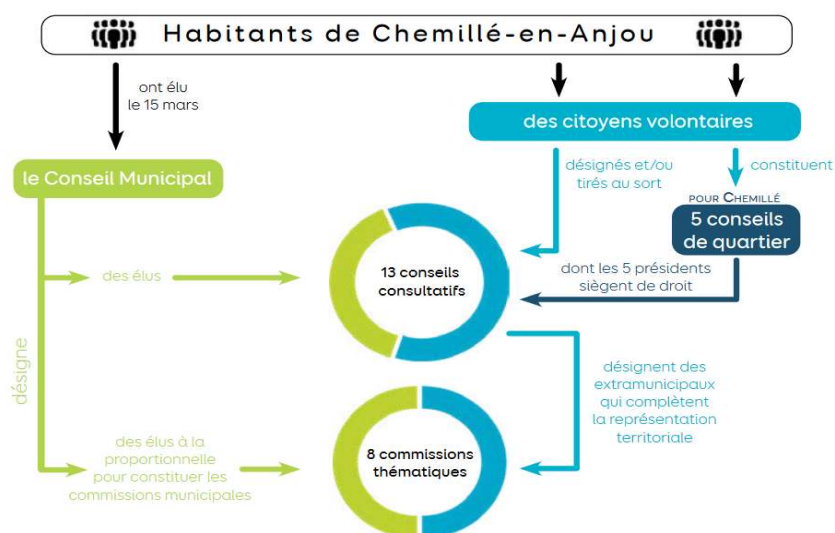 Habitants de Chemillé-en-Anjou
ont élu
le 15 mars
des citoyens volontaires
le Conseil Municipal
désignés et/ou
tirés au sort
constituent
POUR CHEMILLÉ
5 conseils
de quartier
13 conseils
consultatifs
des élus
dont les 5 présidents
siègent de droit
désigne
désignent des
extramunicipaux
qui complètent
la représentation
territoriale
des élus à la
proportionnelle
pour constituer les
commissions municipales
8 commissions
thématiques